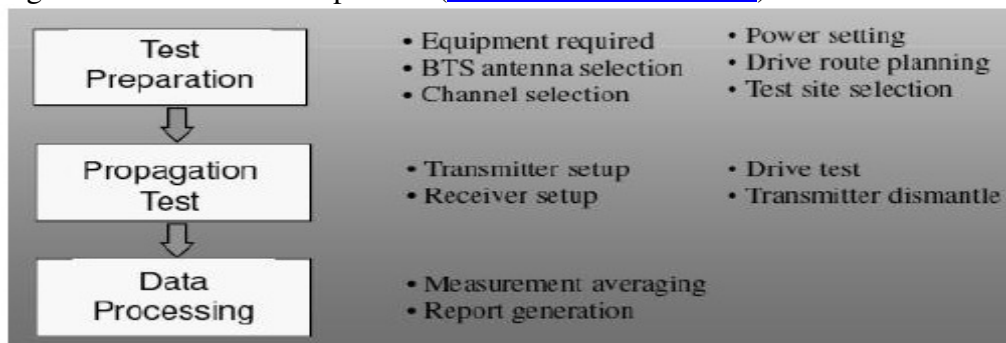 Test
Preparation
• Equipment required
• BTS antenna selection
• Channel selection
• Power setting
• Drive route planning
• Test site selection
Propagation
Test
• Transmitter setup
• Receiver setup
• Drive test
• Transmitter dismantle
Data
Processing
• Measurement averaging
• Report generation